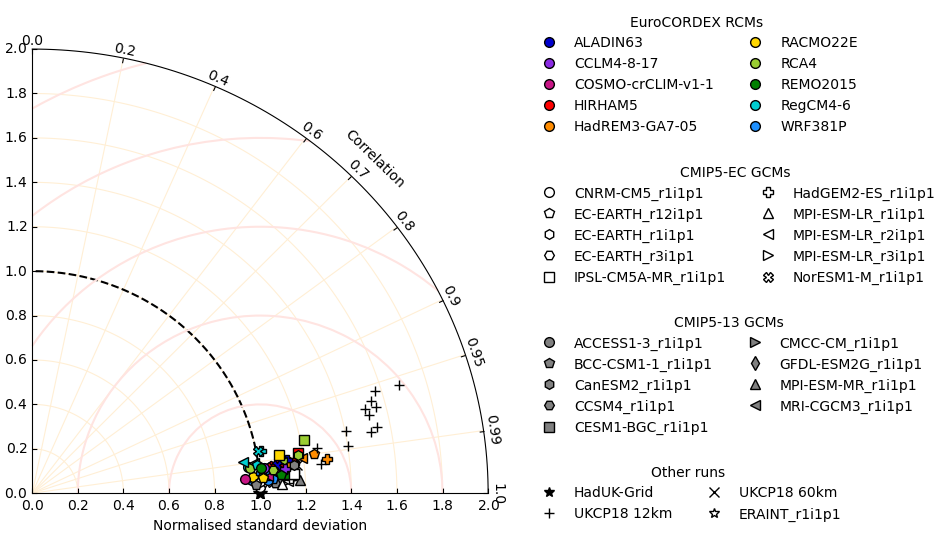 EuroCORDEX RCMs
ALADIN63
RACMO22E
CCLM4-8-17
RCA4
COSMO-crCLIM-v1-1
REMO2015
HIRHAM5
RegCM4-6
HadREM3-GA7-05
WRF381P
CMIP5-EC GCMs
CNRM-CM5_r1i1p1
HadGEM2-ES_r1i1p1
EC-EARTH_r12i1p1
MPI-ESM-LR_r1i1p1
EC-EARTH_r1i1p1
MPI-ESM-LR_r2i1p1
EC-EARTH_r3i1p1
MPI-ESM-LR_r3i1p1
IPSL-CM5A-MR_r1i1p1
NorESM1-M_r1i1p1
CMIP5-13 GCMs
ACCESS1-3_r1i1p1
CMCC-CM_r1i1p1
BCC-CSM1-1_r1i1p1
GFDL-ESM2G_r1i1p1
CanESM2_r1i1p1
MPI-ESM-MR_r1i1p1
CCSM4_r1i1p1
MRI-CGCM3_r1i1p1
CESM1-BGC_r1i1p1
Other runs
HadUK-Grid
UKCP18 60km
UKCP18 12km
ERAINT_r1i1p1
0.0
0.2
0.4
0.6
Correlation
0.7
0.8
0.9
0.95
0.99
1.0
2.0
1.8
1.6
1.4
1.2
1.0
0.8
0.6
0.4
0.2
0.0
0.0 0.2 0.4 0.6 0.8 1.0 1.2 1.4 1.6 1.8 2.0
Normalised standard deviation